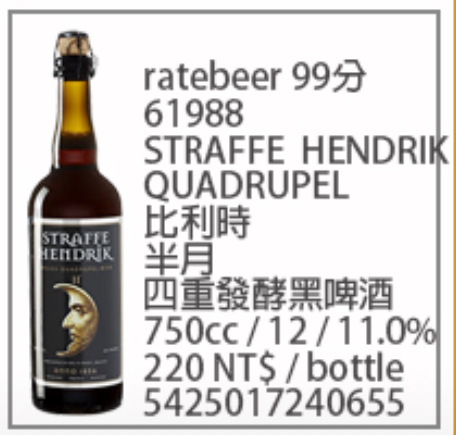 ratebeer 99分
61988
STRAFFE HENDRIK
QUADRUPEL
比利時
半月
四重發酵黑啤酒
750cc / 12 / 11.0%
220 NT$ / bottle
5425017240655
STRAFFE
HENDRIK
11